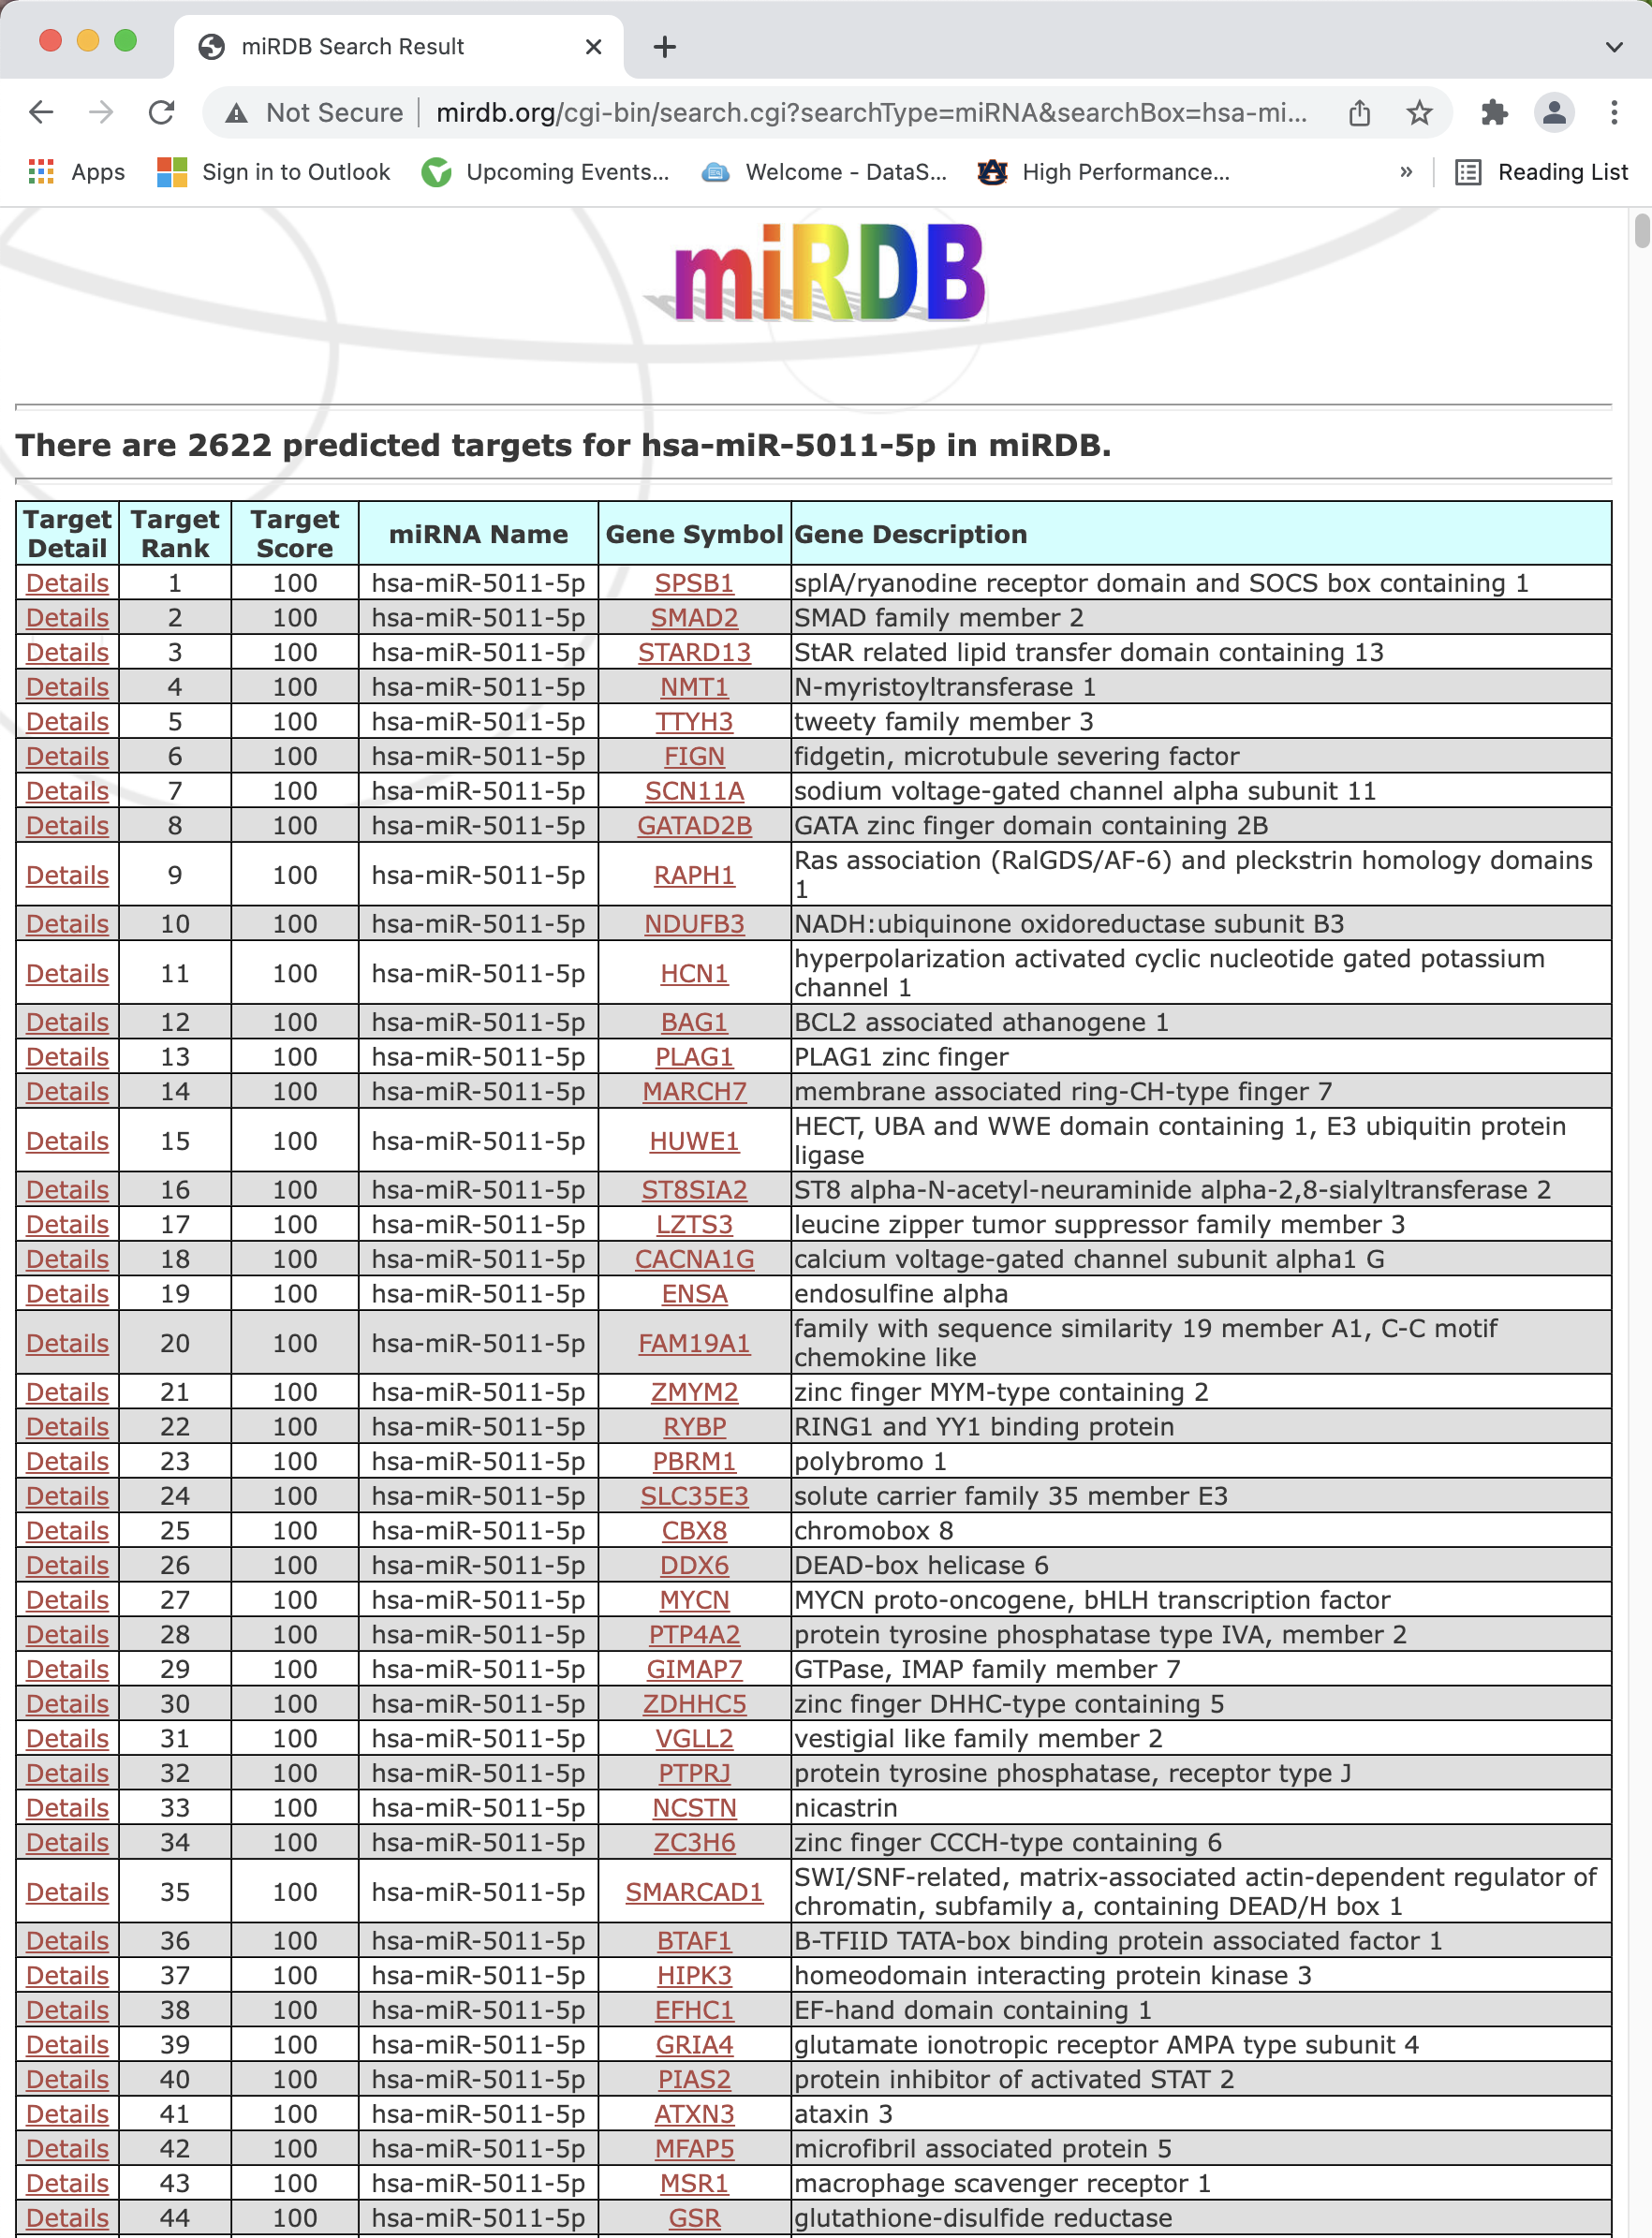 miRDB Search Result
Not Secure mirdb.org/cgi-bin/search.cgi?searchType=miRNA&searchBox=hsa-mi...
Apps Sign in to Outlook Upcoming Events... Welcome - DataS... High Performance... » Reading List
miRDB
There are 2622 predicted targets for hsa-miR-5011-5p in miRDB.
Target Detail Target Rank Target Score miRNA Name Gene Symbol Gene Description
Details 1 100 hsa-miR-5011-5p SPSB1 splA/ryanodine receptor domain and SOCS box containing 1
Details 2 100 hsa-miR-5011-5p SMAD2 SMAD family member 2
Details 3 100 hsa-miR-5011-5p STARD13 StAR related lipid transfer domain containing 13
Details 4 100 hsa-miR-5011-5p NMT1 N-myristoyltransferase 1
Details 5 100 hsa-miR-5011-5p TTYH3 tweety family member 3
Details 6 100 hsa-miR-5011-5p FIGN fidgetin, microtubule severing factor
Details 7 100 hsa-miR-5011-5p SCN11A sodium voltage-gated channel alpha subunit 11
Details 8 100 hsa-miR-5011-5p GATAD2B GATA zinc finger domain containing 2B
Details 9 100 hsa-miR-5011-5p RAPH1 Ras association (RalGDS/AF-6) and pleckstrin homology domains
1
Details 10 100 hsa-miR-5011-5p NDUFB3 NADH:ubiquinone oxidoreductase subunit B3
Details 11 100 hsa-miR-5011-5p HCN1 hyperpolarization activated cyclic nucleotide gated potassium
channel 1
Details 12 100 hsa-miR-5011-5p BAG1 BCL2 associated athanogene 1
Details 13 100 hsa-miR-5011-5p PLAG1 PLAG1 zinc finger
Details 14 100 hsa-miR-5011-5p MARCH7 membrane associated ring-CH-type finger 7
Details 15 100 hsa-miR-5011-5p HUWE1 HECT, UBA and WWE domain containing 1, E3 ubiquitin protein
ligase
Details 16 100 hsa-miR-5011-5p ST8SIA2 ST8 alpha-N-acetyl-neuraminide alpha-2,8-sialyltransferase 2
Details 17 100 hsa-miR-5011-5p LZTS3 leucine zipper tumor suppressor family member 3
Details 18 100 hsa-miR-5011-5p CACNA1G calcium voltage-gated channel subunit alpha1 G
Details 19 100 hsa-miR-5011-5p ENSA endosulfine alpha
Details 20 100 hsa-miR-5011-5p FAM19A1 family with sequence similarity 19 member A1, C-C motif
chemokine like
Details 21 100 hsa-miR-5011-5p ZMYM2 zinc finger MYM-type containing 2
Details 22 100 hsa-miR-5011-5p RYBP RING1 and YY1 binding protein
Details 23 100 hsa-miR-5011-5p PBRM1 polybromo 1
Details 24 100 hsa-miR-5011-5p SLC35E3 solute carrier family 35 member E3
Details 25 100 hsa-miR-5011-5p CBX8 chromobox 8
Details 26 100 hsa-miR-5011-5p DDX6 DEAD-box helicase 6
Details 27 100 hsa-miR-5011-5p MYCN MYCN proto-oncogene, bHLH transcription factor
Details 28 100 hsa-miR-5011-5p PTP4A2 protein tyrosine phosphatase type IVA, member 2
Details 29 100 hsa-miR-5011-5p GIMAP7 GTPase, IMAP family member 7
Details 30 100 hsa-miR-5011-5p ZDHHC5 zinc finger DHHC-type containing 5
Details 31 100 hsa-miR-5011-5p VGLL2 vestigial like family member 2
Details 32 100 hsa-miR-5011-5p PTPRJ protein tyrosine phosphatase, receptor type J
Details 33 100 hsa-miR-5011-5p NCSTN nicastrin
Details 34 100 hsa-miR-5011-5p ZC3H6 zinc finger CCCH-type containing 6
Details 35 100 hsa-miR-5011-5p SMARCAD1 SWI/SNF-related, matrix-associated actin-dependent regulator of
chromatin, subfamily a, containing DEAD/H box 1
Details 36 100 hsa-miR-5011-5p BTAF1 B-TFIID TATA-box binding protein associated factor 1
Details 37 100 hsa-miR-5011-5p HIPK3 homeodomain interacting protein kinase 3
Details 38 100 hsa-miR-5011-5p EFHC1 EF-hand domain containing 1
Details 39 100 hsa-miR-5011-5p GRIA4 glutamate ionotropic receptor AMPA type subunit 4
Details 40 100 hsa-miR-5011-5p PIAS2 protein inhibitor of activated STAT 2
Details 41 100 hsa-miR-5011-5p ATXN3 ataxin 3
Details 42 100 hsa-miR-5011-5p MFAP5 microfibril associated protein 5
Details 43 100 hsa-miR-5011-5p MSR1 macrophage scavenger receptor 1
Details 44 100 hsa-miR-5011-5p GSR glutathione-disulfide reductase